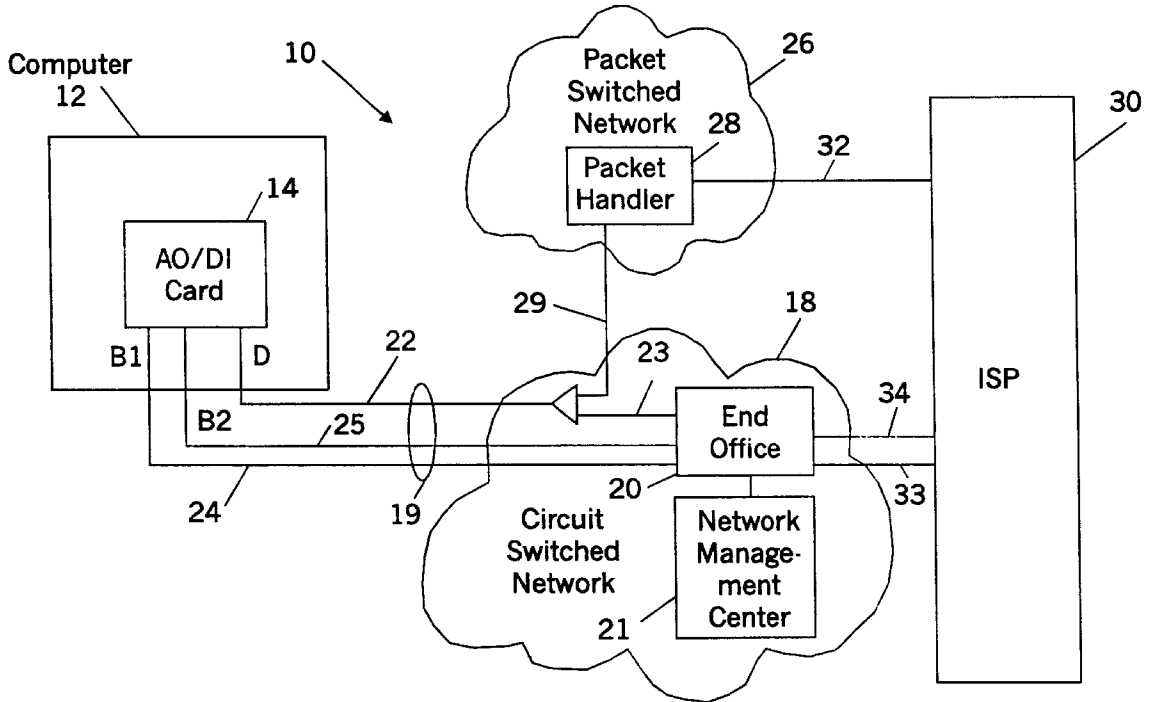 Computer
12
10
14
AO/DI
Card
B1
D
B2
22
25
24
19
Packet
Switched
Network
26
Packet
Handler
28
29
32
30
ISP
18
23
End
Office
20
34
33
Circuit
Switched
Network
Network
Manage-
ment
Center
21